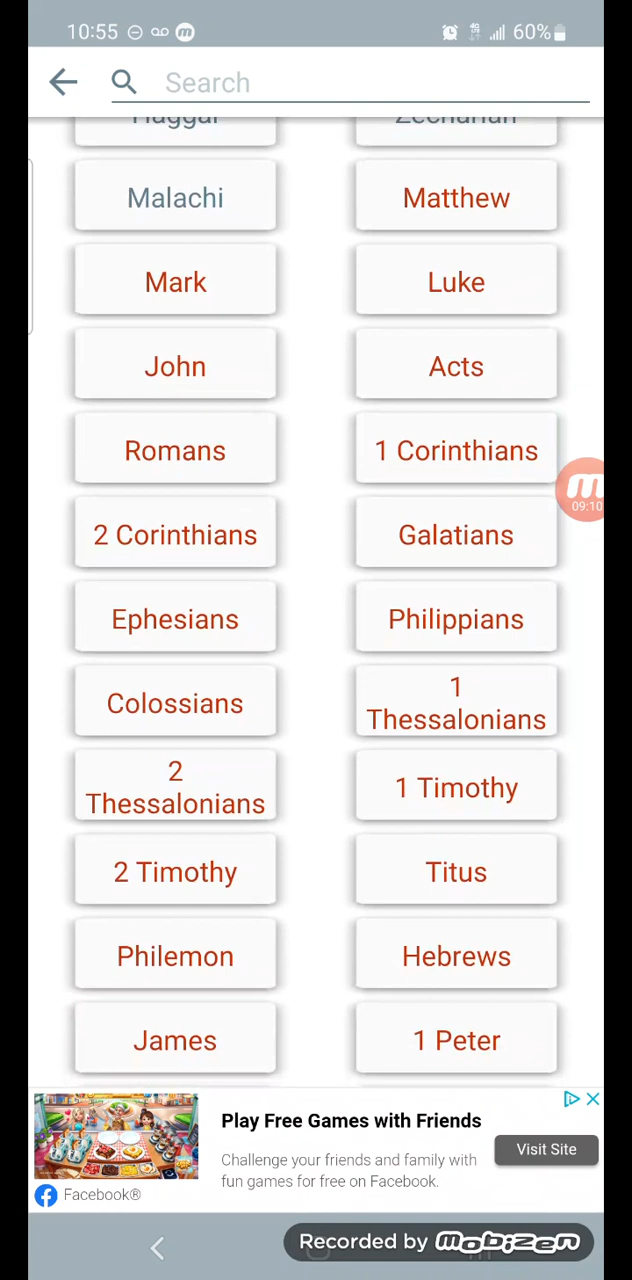 10:55
60%
Search
Haggai Zechariah
Malachi Matthew
Mark Luke
John Acts
Romans 1 Corinthians
09:10
2 Corinthians Galatians
Ephesians Philippians
Colossians 1
Thessalonians
2
Thessalonians 1 Timothy
2 Timothy Titus
Philemon Hebrews
James 1 Peter
Play Free Games with Friends
Visit Site
Challenge your friends and family with
fun games for free on Facebook.
Facebook®
Recorded by mobizen